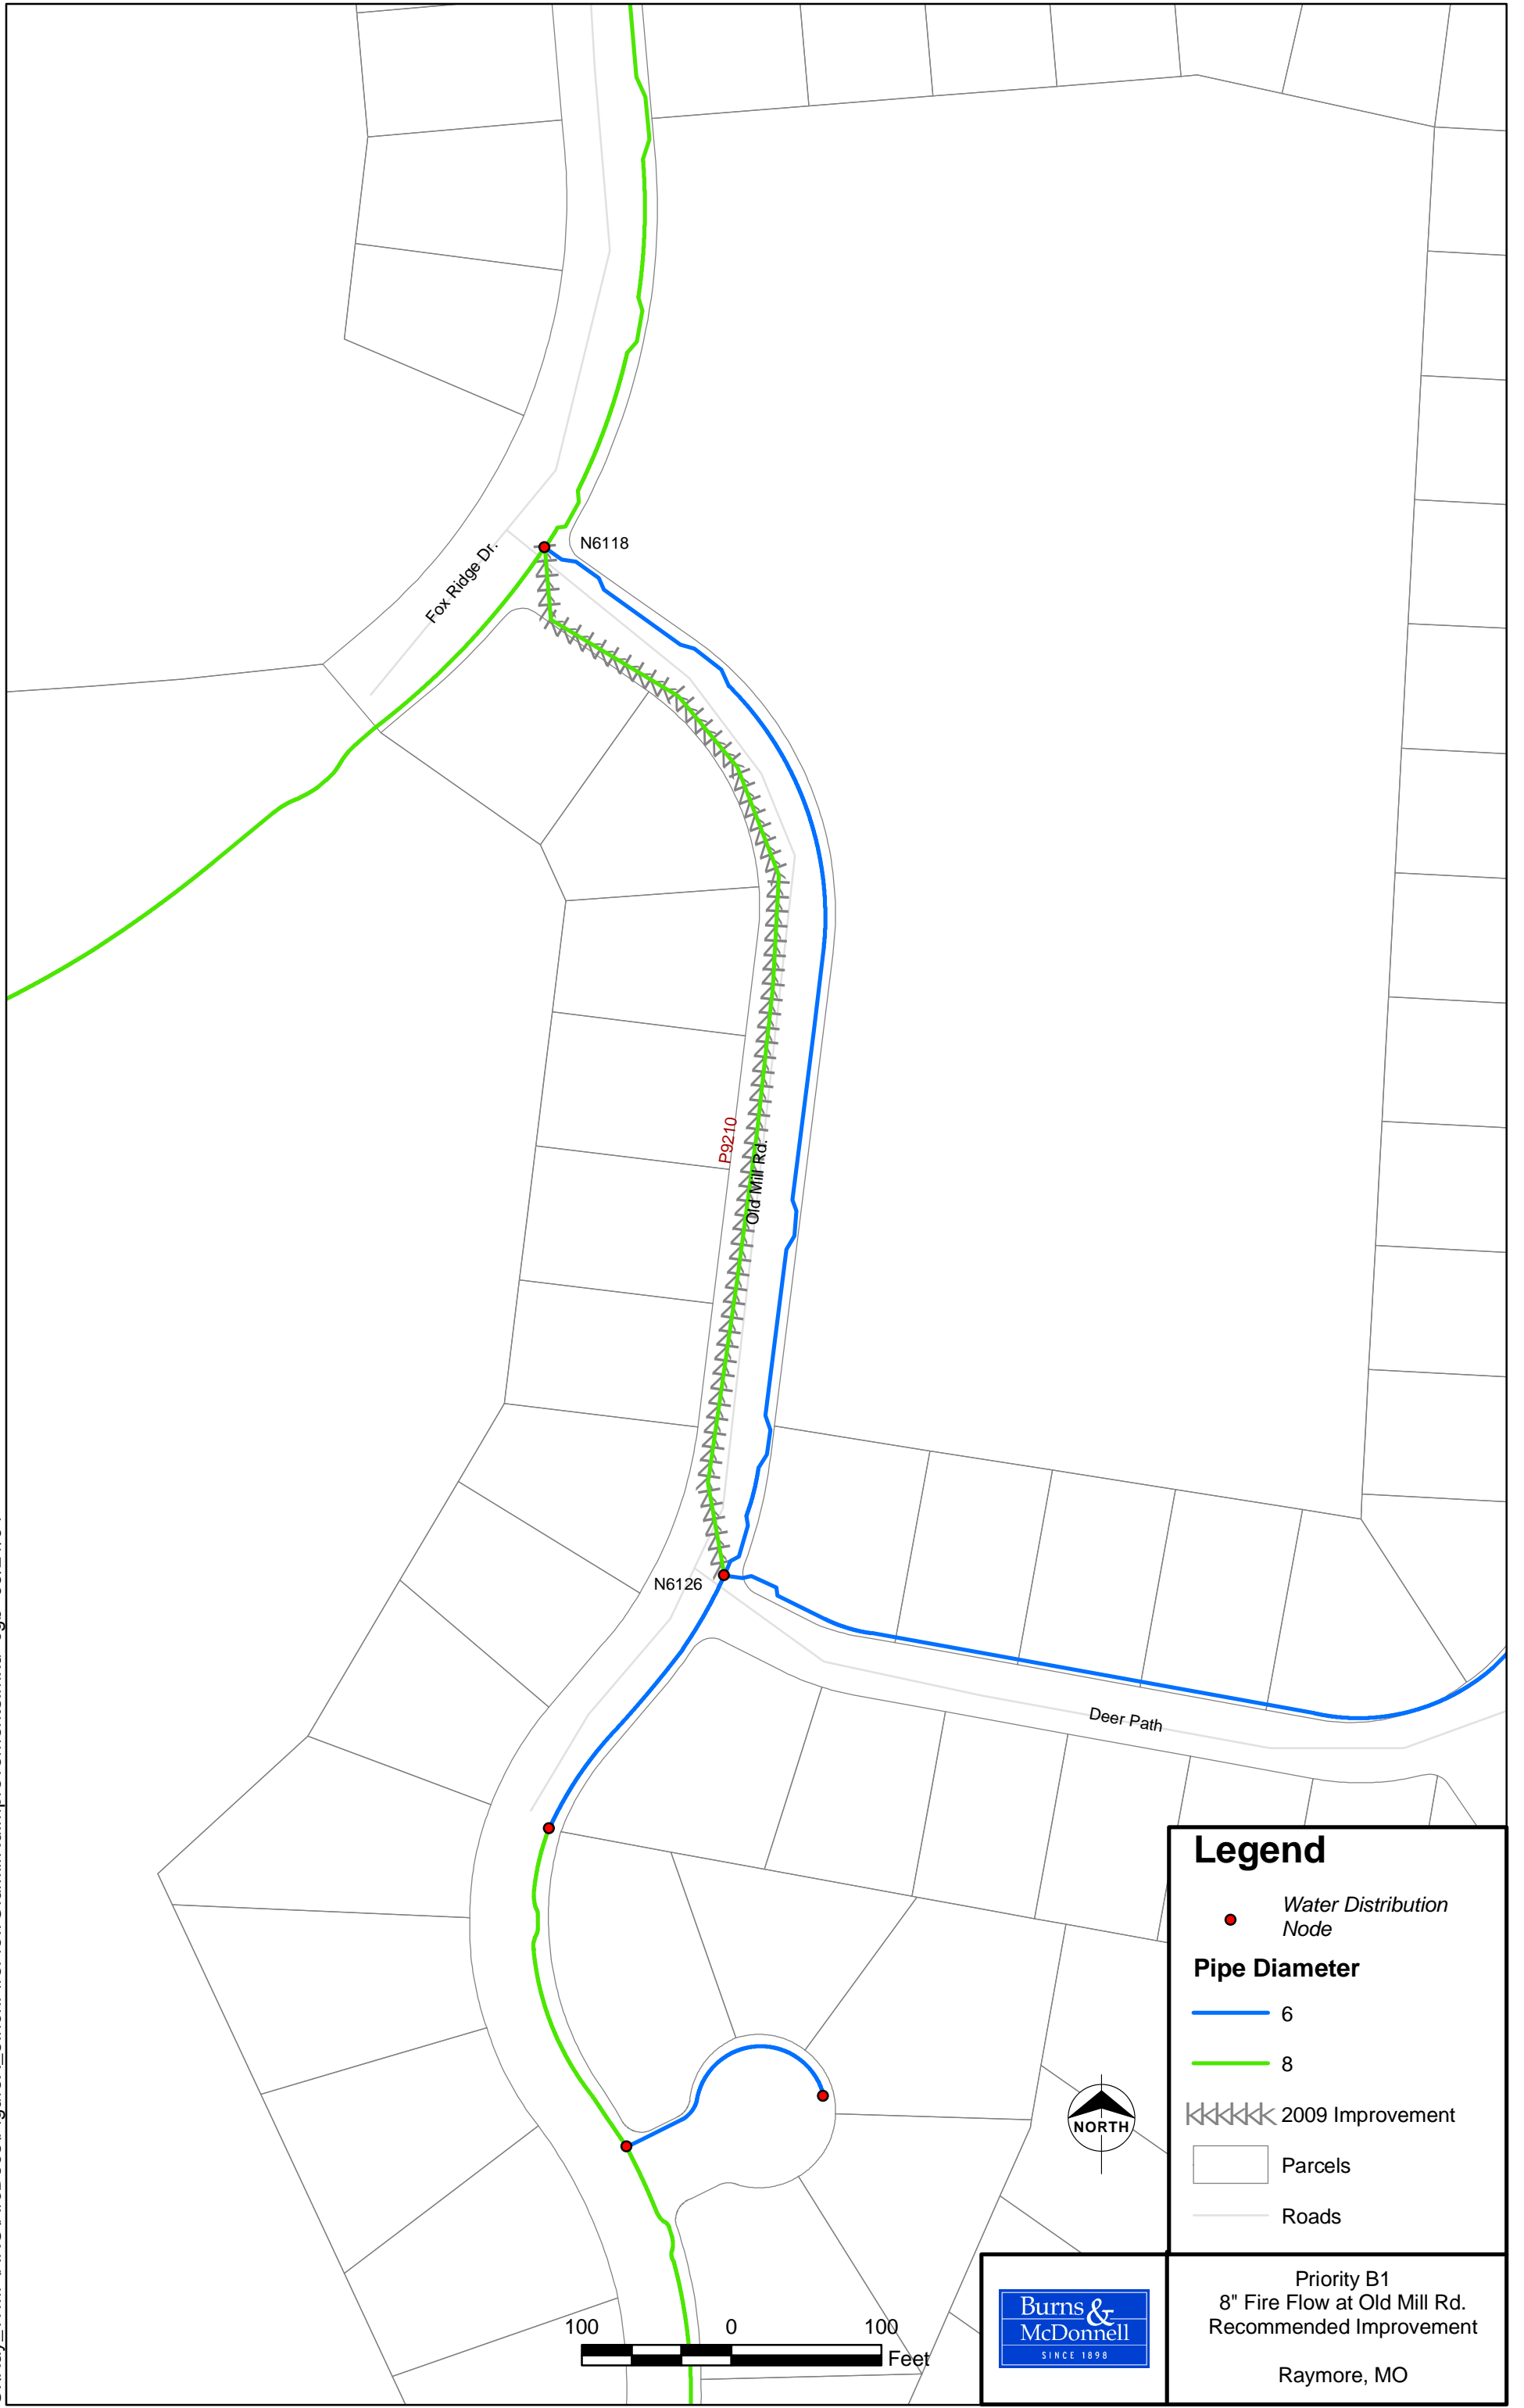 N6118
Fox Ridge Dr.
P9210
Old Mill Rd.
N6126
Deer Path
Legend
Water Distribution
Node
Pipe Diameter
6
8
2009 Improvement
Parcels
Roads
NORTH
100 0 100
Feet
Burns &
McDonnell
SINCE 1898
Priority B1
8" Fire Flow at Old Mill Rd.
Recommended Improvement
Raymore, MO